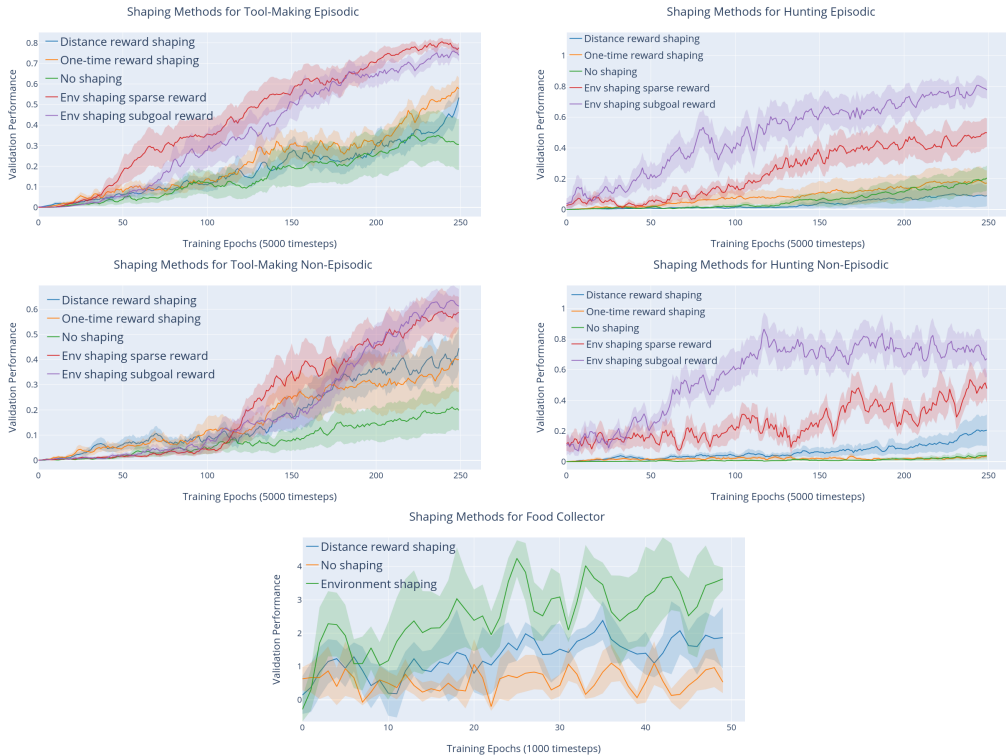 Shaping Methods for Tool-Making Episodic
Validation Performance
0.8
0.7
0.6
0.5
0.4
0.3
0.2
0.1
0
Distance reward shaping
One-time reward shaping
No shaping
Env shaping sparse reward
Env shaping subgoal reward
0
50
100
150
200
250
Training Epochs (5000 timesteps)
Shaping Methods for Hunting Episodic
Validation Performance
1
0.8
0.6
0.4
0.2
0
Distance reward shaping
One-time reward shaping
No shaping
Env shaping sparse reward
Env shaping subgoal reward
0
50
100
150
200
250
Training Epochs (5000 timesteps)
Shaping Methods for Tool-Making Non-Episodic
Validation Performance
0.6
0.5
0.4
0.3
0.2
0.1
0
Distance reward shaping
One-time reward shaping
No shaping
Env shaping sparse reward
Env shaping subgoal reward
0
50
100
150
200
250
Training Epochs (5000 timesteps)
Shaping Methods for Hunting Non-Episodic
Validation Performance
1
0.8
0.6
0.4
0.2
0
Distance reward shaping
One-time reward shaping
No shaping
Env shaping sparse reward
Env shaping subgoal reward
0
50
100
150
200
250
Training Epochs (5000 timesteps)
Shaping Methods for Food Collector
Validation Performance
4
3
2
1
0
Distance reward shaping
No shaping
Environment shaping
0
10
20
30
40
50
Training Epochs (1000 timesteps)